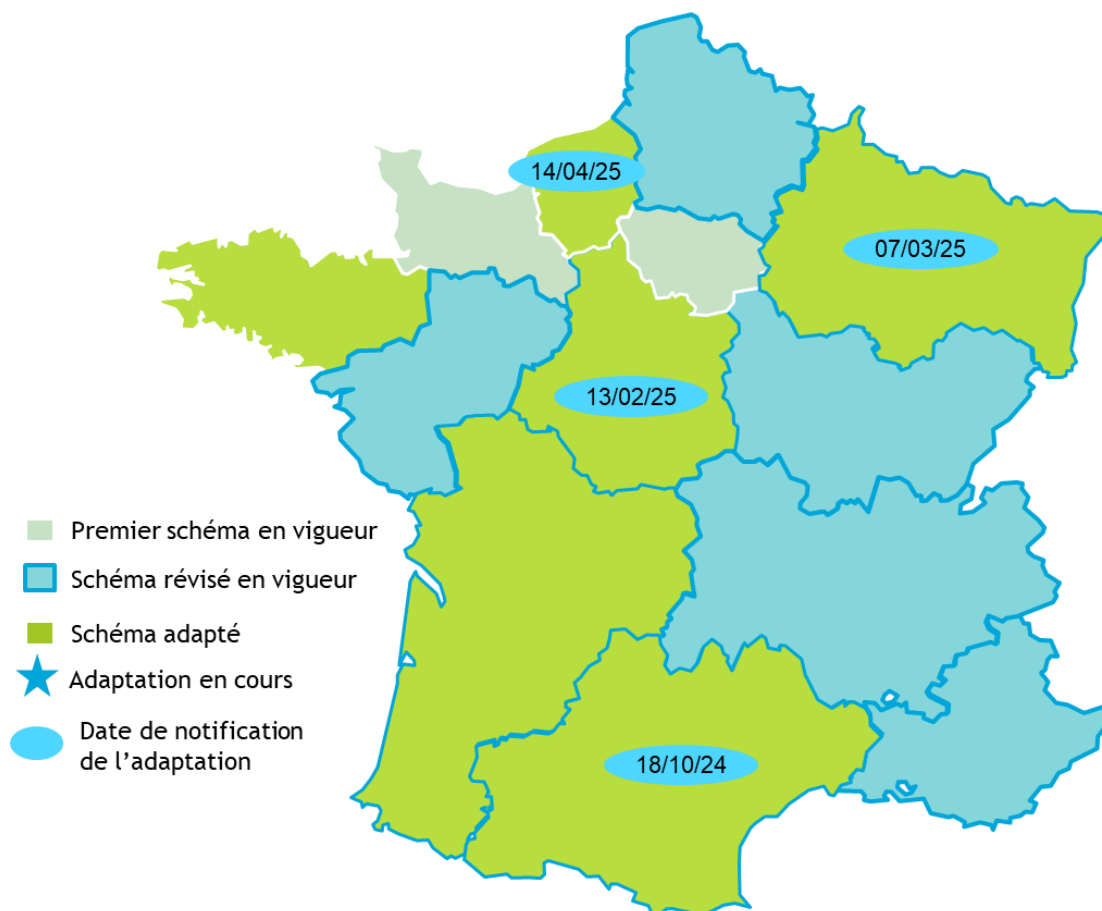 14/04/25
07/03/25
13/02/25
18/10/24
Premier schéma en vigueur
Schéma révisé en vigueur
Schéma adapté
Adaptation en cours
Date de notification
de l’adaptation